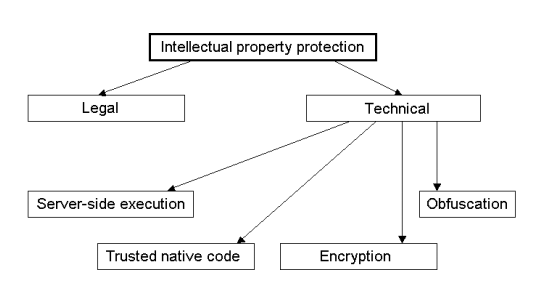 Intellectual property protection
Legal
Technical
Server-side execution
Obfuscation
Trusted native code
Encryption